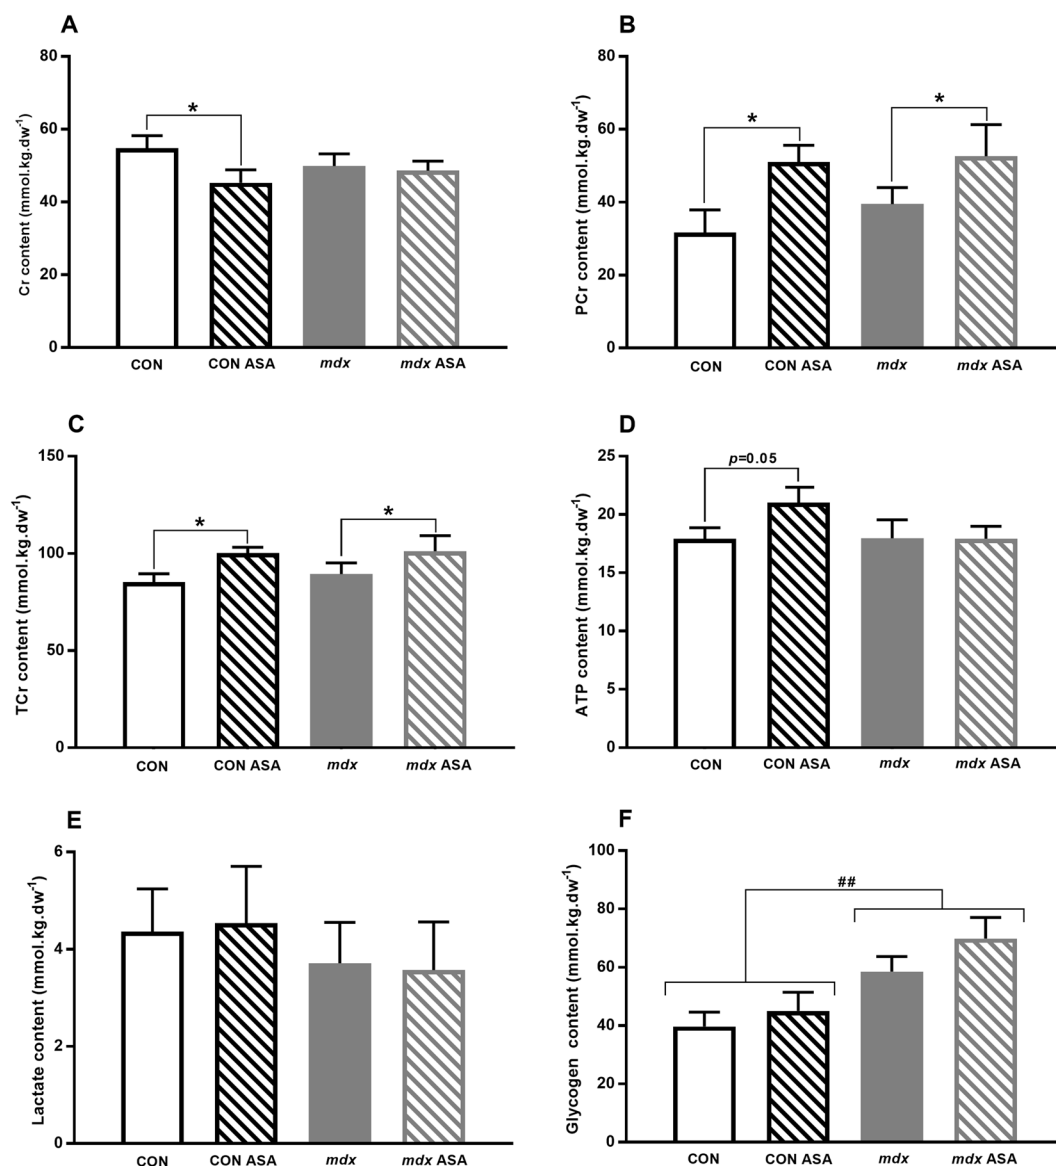 A
Cr content (mmol.kg.dw-1)
80
60
40
20
0
*
CON
CON ASA
mdx
mdx ASA
B
PCr content (mmol.kg.dw-1)
80
60
40
20
0
*
*
CON
CON ASA
mdx
mdx ASA
C
TCr content (mmol.kg.dw-1)
150
100
50
0
*
*
CON
CON ASA
mdx
mdx ASA
D
ATP content (mmol.kg.dw-1)
25
20
15
10
5
0
p=0.05
CON
CON ASA
mdx
mdx ASA
E
Lactate content (mmol.kg.dw-1)
6
4
2
0
CON
CON ASA
mdx
mdx ASA
F
Glycogen content (mmol.kg.dw-1)
100
80
60
40
20
0
##
CON
CON ASA
mdx
mdx ASA